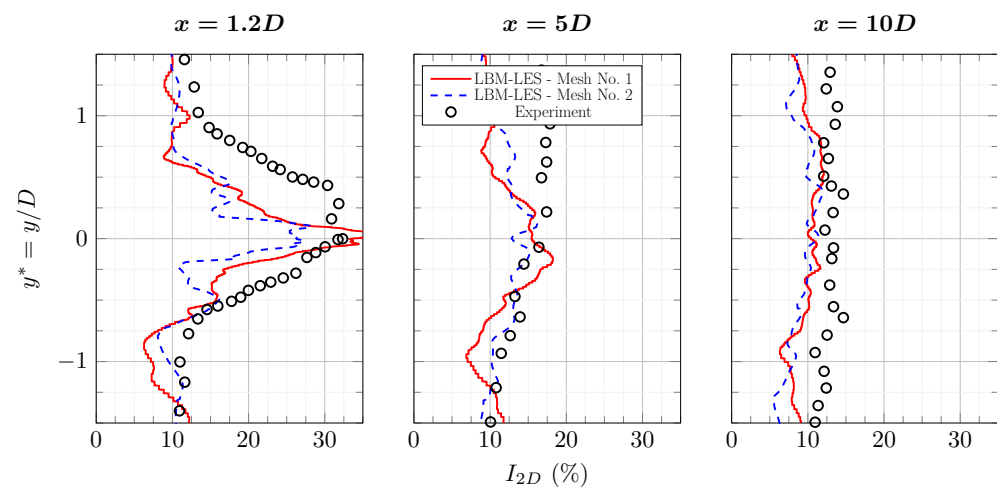 x = 1.2D
x = 5D
x = 10D
LBM-LES - Mesh No. 1
LBM-LES - Mesh No. 2
Experiment
y* = y/D
1
0
−1
0 10 20 30
0 10 20 30
0 10 20 30
I₂D (%)